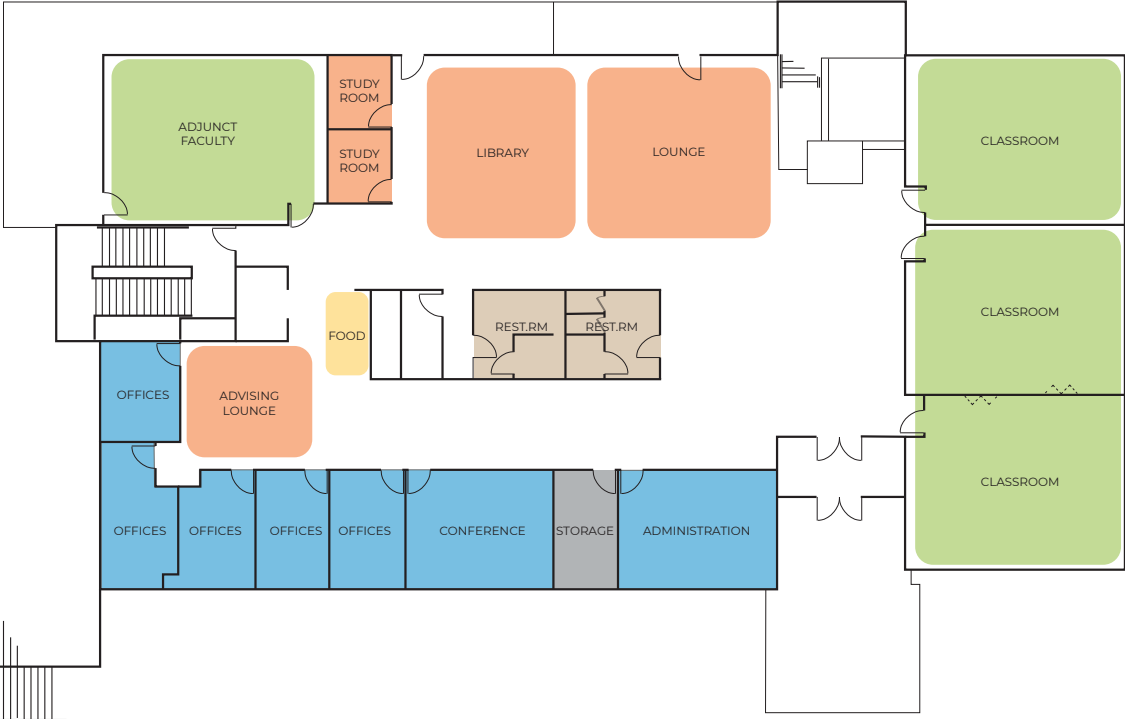 ADJUNCT
FACULTY
STUDY
ROOM
STUDY
ROOM
LIBRARY
LOUNGE
CLASSROOM
CLASSROOM
FOOD
REST.RM
REST.RM
OFFICES
ADVISING
LOUNGE
CLASSROOM
OFFICES
OFFICES
OFFICES
OFFICES
CONFERENCE
STORAGE
ADMINISTRATION